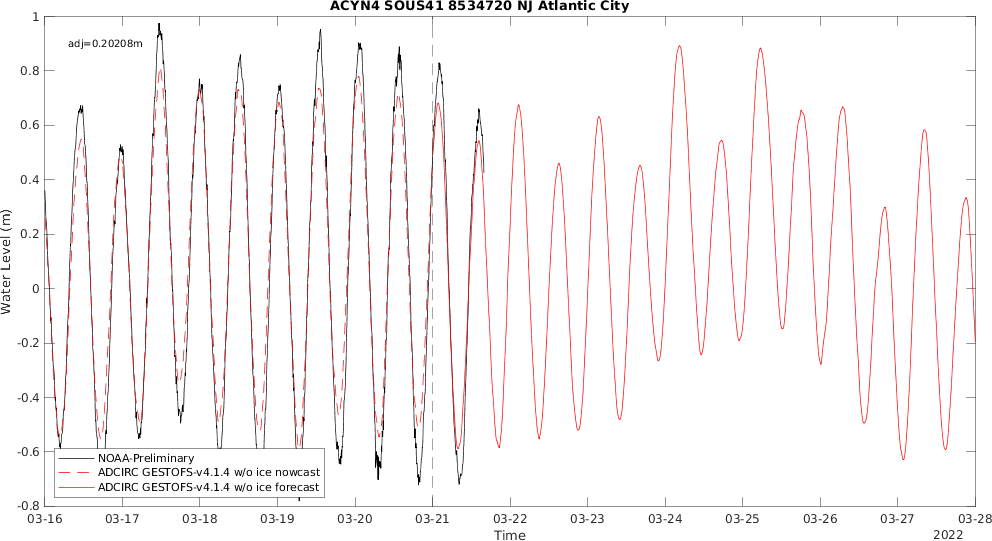 ACYN4 SOUS41 8534720 NJ Atlantic City
adj=0.20208m
1
0.8
0.6
0.4
0.2
0
-0.2
-0.4
-0.6
-0.8
Water Level (m)
NOAA-Preliminary
ADCIRC GESTOFS-v4.1.4 w/o ice nowcast
ADCIRC GESTOFS-v4.1.4 w/o ice forecast
03-16 03-17 03-18 03-19 03-20 03-21 03-22 03-23 03-24 03-25 03-26 03-27 03-28
Time
2022